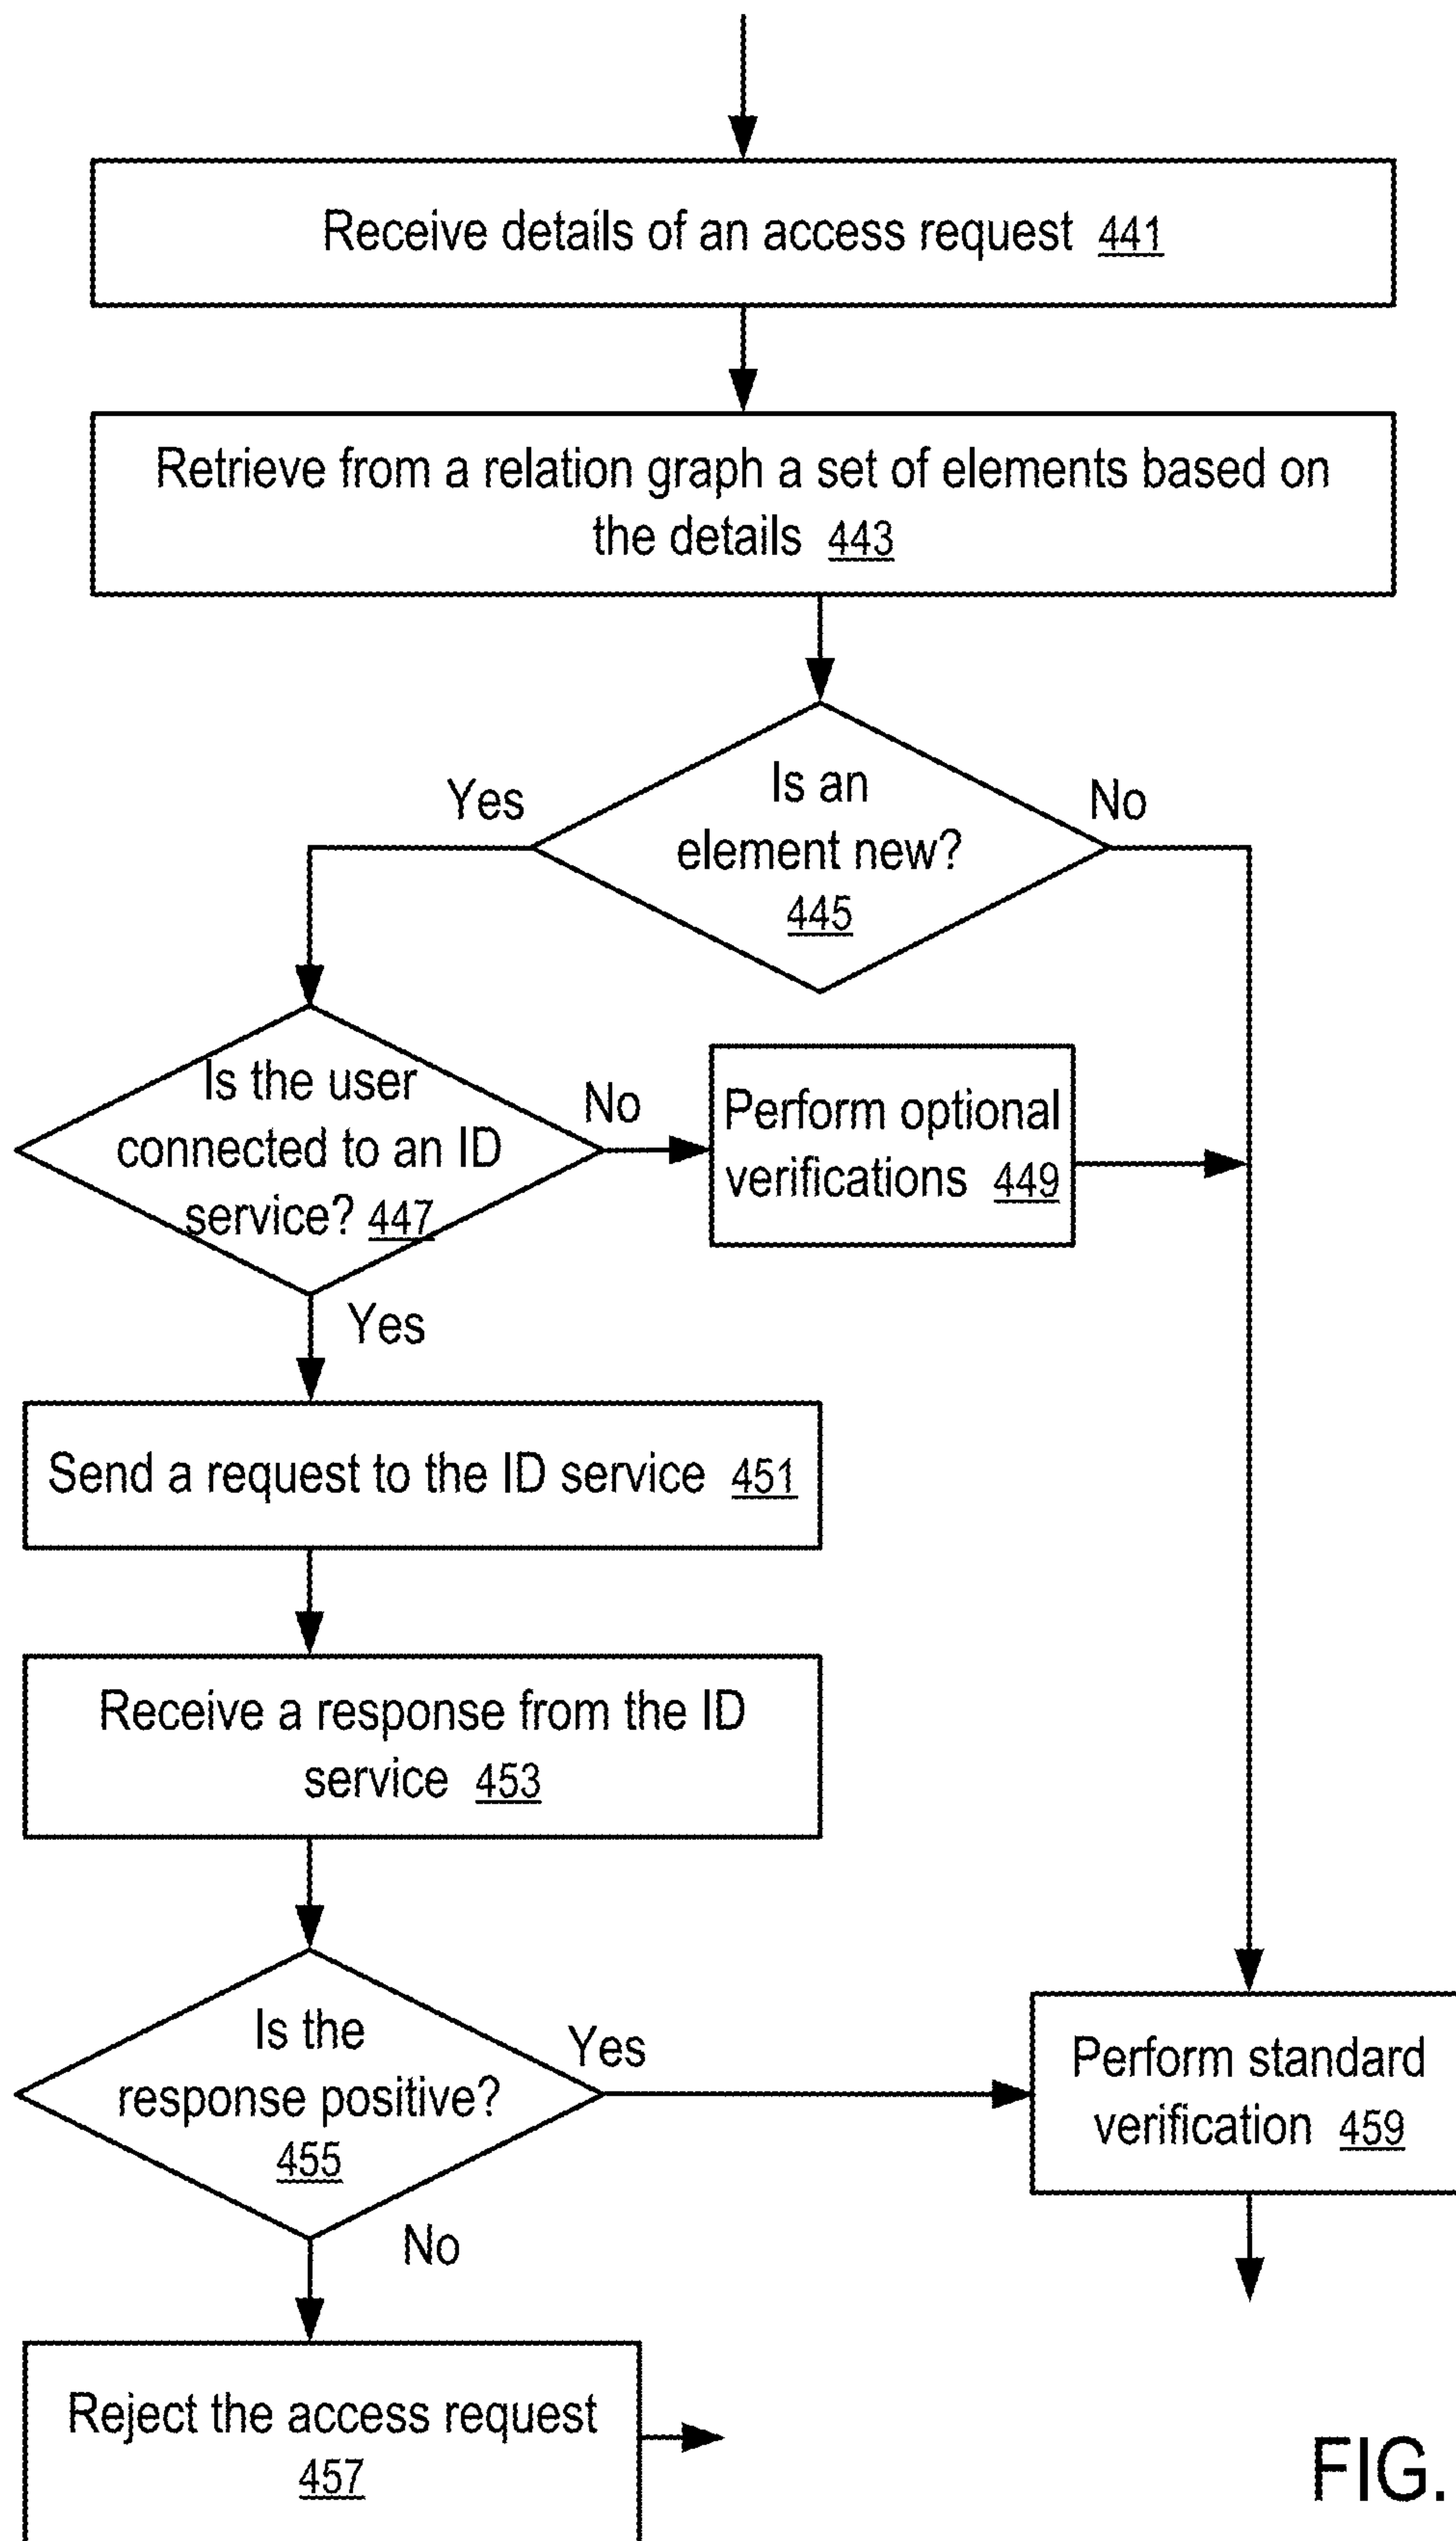 Receive details of an access request 441
Retrieve from a relation graph a set of elements based on
the details 443
Is an
element new?
445
Yes
No
Is the user
connected to an ID
service? 447
No
Yes
Perform optional
verifications 449
Send a request to the ID service 451
Receive a response from the ID
service 453
Is the
response positive?
455
Yes
No
Perform standard
verification 459
Reject the access request
457
FIG.